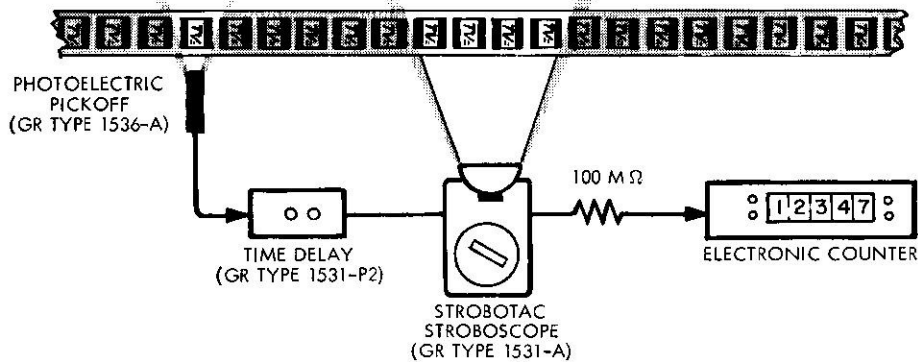 PHOTOELECTRIC
PICKOFF
(GR TYPE 1536-A)
TIME DELAY
(GR TYPE 1531-P2)
STROBOTAC
STROBOSCOPE
(GR TYPE 1531-A)
100 MΩ
12347
ELECTRONIC COUNTER